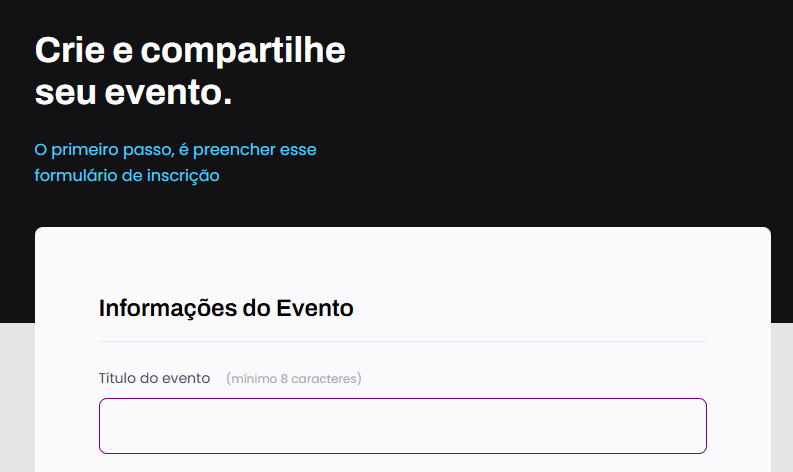 Crie e compartilhe
seu evento.
O primeiro passo, é preencher esse
formulário de inscrição
Informações do Evento
Título do evento (mínimo 8 caracteres)